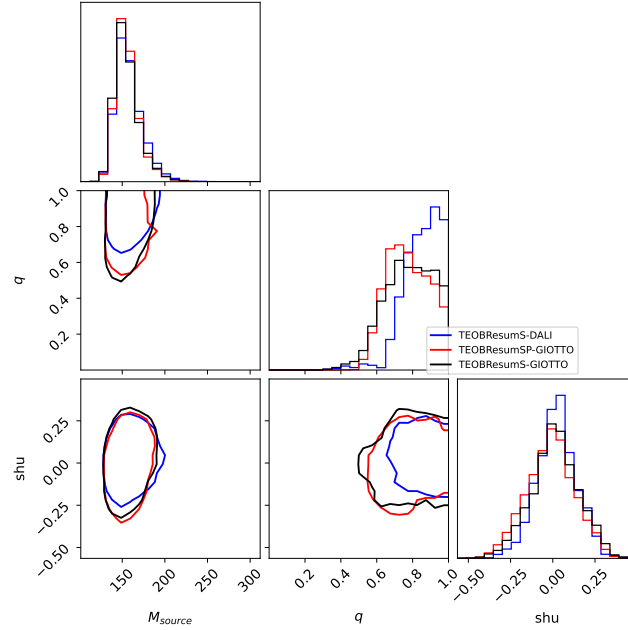 1.0
0.8
0.6
0.4
0.2
q
TEOBResumS-DALI
TEOBResumSP-GIOTTO
TEOBResumS-GIOTTO
0.25
0.00
−0.25
−0.50
shu
150
200
250
300
M_source
0.2
0.4
0.6
0.8
1.0
q
−0.50
−0.25
0.00
0.25
shu